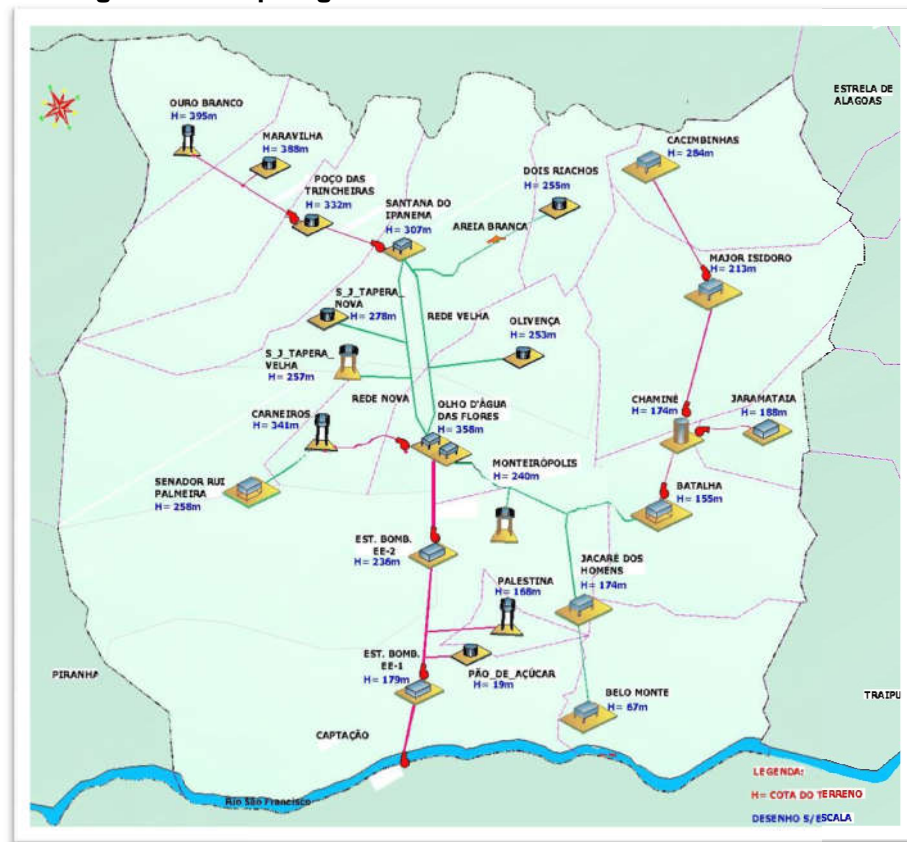 ESTRELA DE
ALAGOAS
OURO BRANCO
H= 395m
MARAVILHA
H= 388m
POÇO DAS
TRINCHEIRAS
H= 332m
SANTANA DO
IPANEMA
H= 307m
DOIS RIACHOS
H= 255m
AREIA BRANCA
CACIMBINHAS
H= 284m
MAJOR ISIDORO
H= 213m
S_J_TAPERA_
NOVA
H= 278m
REDE VELHA
OLIVENÇA
H= 253m
S_J_TAPERA_
VELHA
H= 257m
REDE NOVA
CARNEIROS
H= 341m
OLHO D'ÁGUA
DAS FLORES
H= 358m
CHAMINÉ
H= 174m
JARAMATAIA
H= 188m
MONTEIRÓPOLIS
H= 240m
SENADOR RUI
PALMEIRA
H= 258m
BATALHA
H= 155m
EST. BOMB.
EE-2
H= 236m
JACARÉ DOS
HOMENS
H= 174m
PALESTINA
H= 168m
EST. BOMB.
EE-1
H= 179m
PÃO_DE_AÇÚCAR
H= 19m
PIRANHA
BELO MONTE
H= 67m
TRAIPU
CAPTAÇÃO
Rio São Francisco
LEGENDA:
H= COTA DO TERRENO
DESENHO S/ESCALA